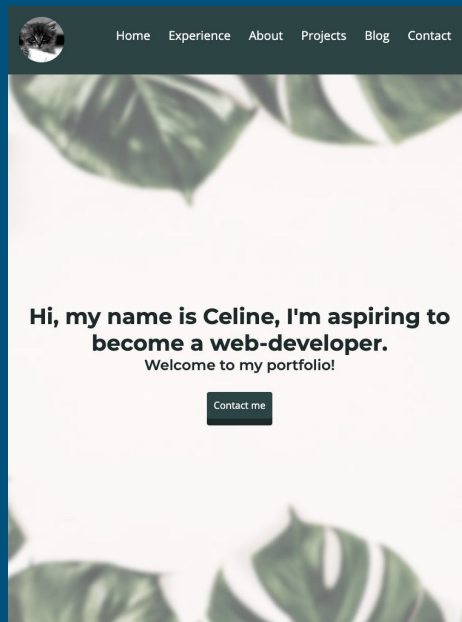 Home Experience About Projects Blog Contact
Hi, my name is Celine, I'm aspiring to
become a web-developer.
Welcome to my portfolio!
Contact me